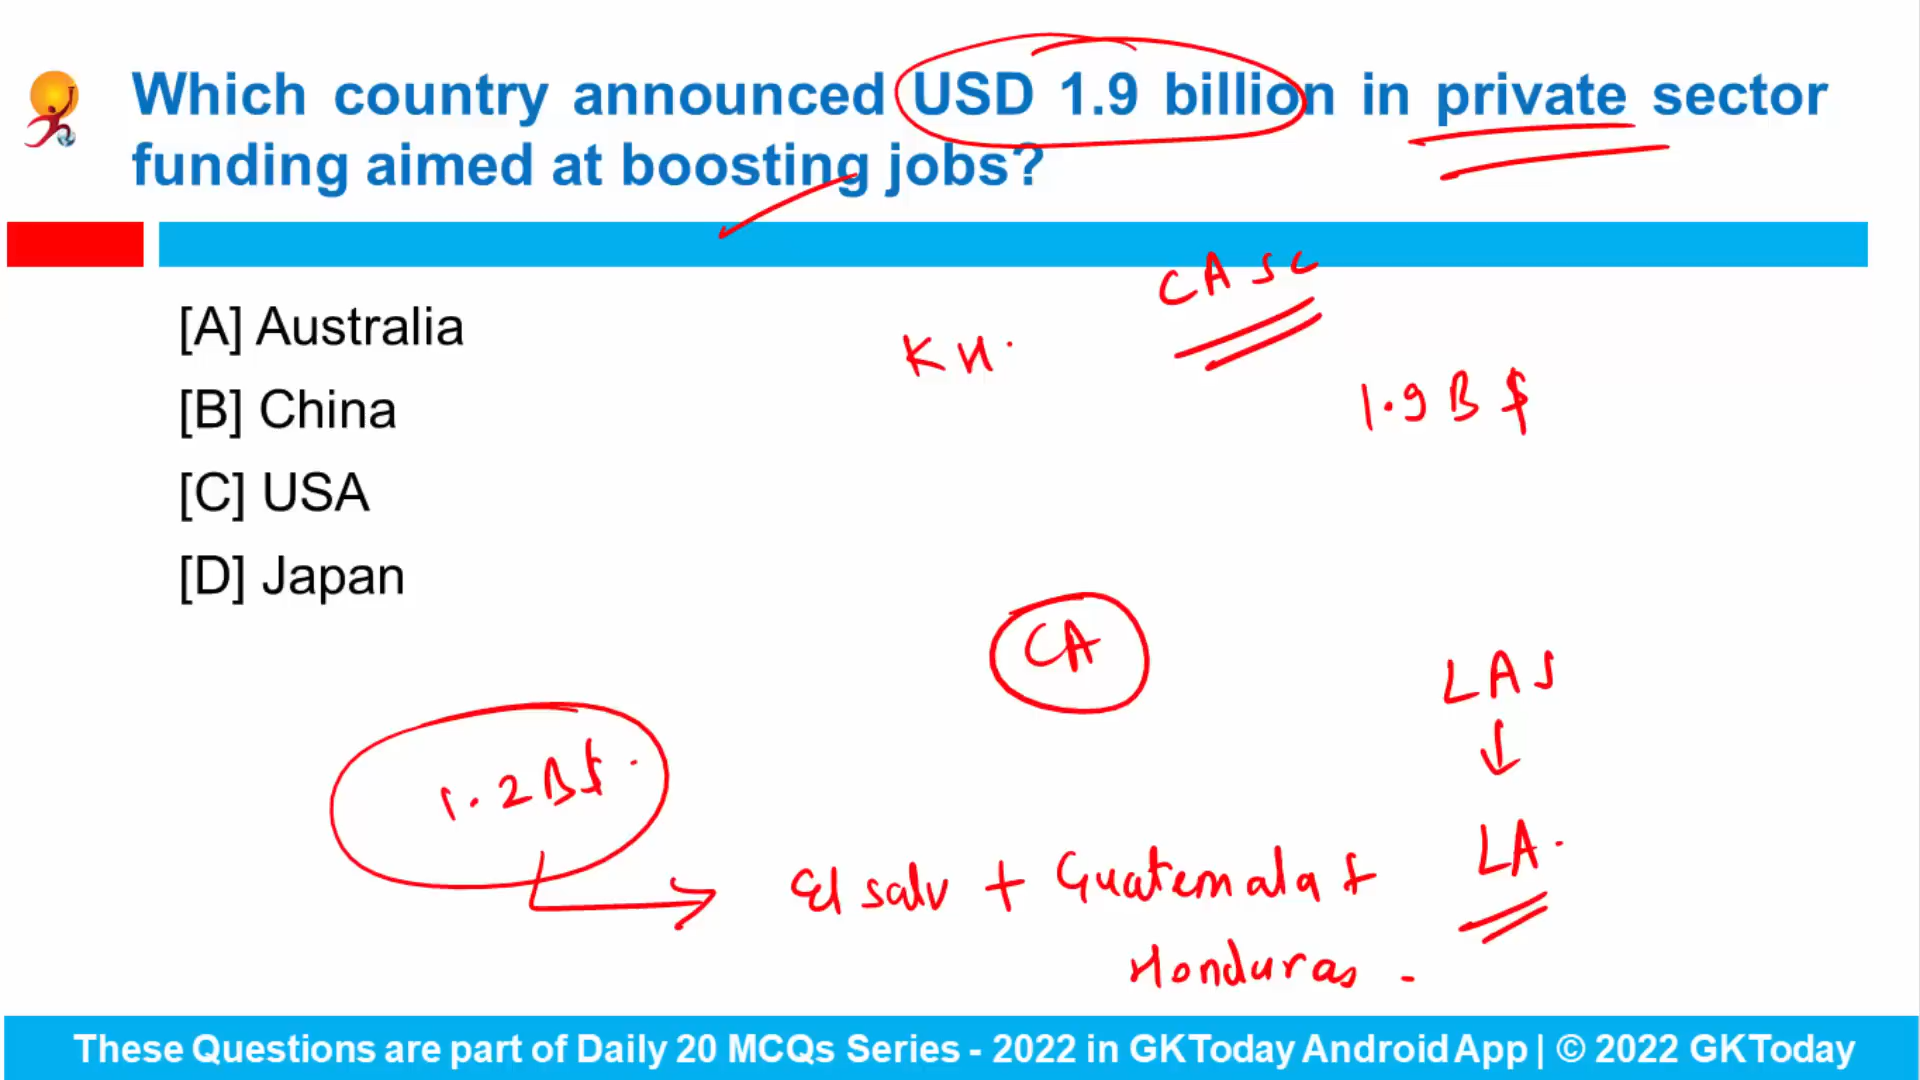 Which country announced USD 1.9 billion in private sector
funding aimed at boosting jobs?
CASC
[A] Australia
KH.
[B] China
1.9B$
[C] USA
[D] Japan
CA
LAS
1.2B$.
LA.
El salv + Guatemala +
Honduras -
These Questions are part of Daily 20 MCQs Series - 2022 in GKToday Android App | © 2022 GKToday